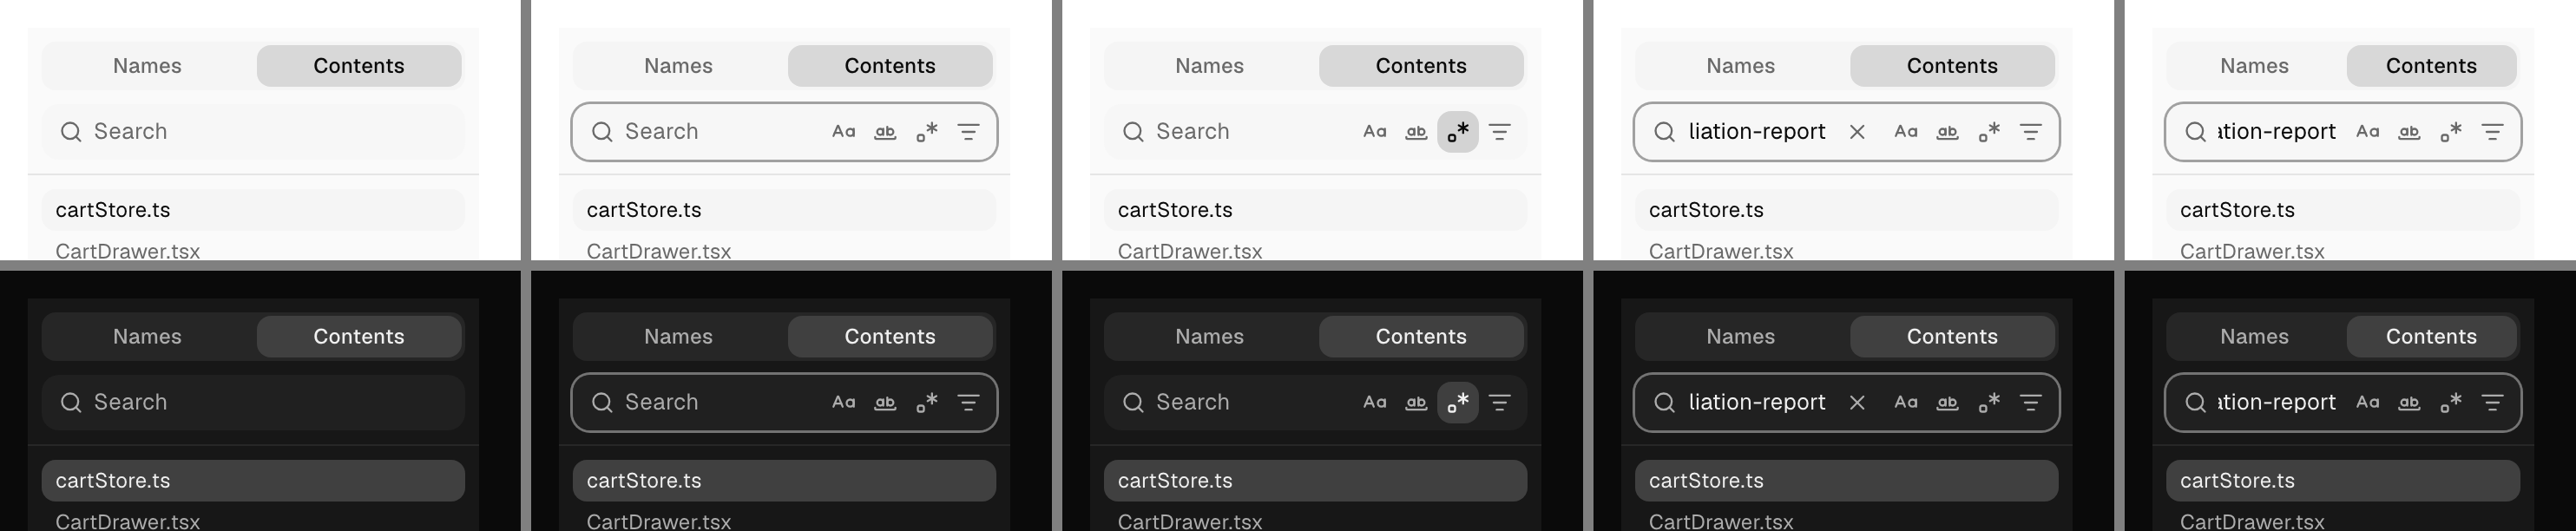 Names Contents
Search
cartStore.ts
CartDrawer.tsx
Names Contents
Search Aa ab .*
cartStore.ts
CartDrawer.tsx
Names Contents
Search Aa ab .*
cartStore.ts
CartDrawer.tsx
Names Contents
liation-report Aa ab .*
cartStore.ts
CartDrawer.tsx
Names Contents
ation-report Aa ab .*
cartStore.ts
CartDrawer.tsx
Names Contents
Search
cartStore.ts
CartDrawer.tsx
Names Contents
Search Aa ab .*
cartStore.ts
CartDrawer.tsx
Names Contents
Search Aa ab .*
cartStore.ts
CartDrawer.tsx
Names Contents
liation-report Aa ab .*
cartStore.ts
CartDrawer.tsx
Names Contents
ation-report Aa ab .*
cartStore.ts
CartDrawer.tsx